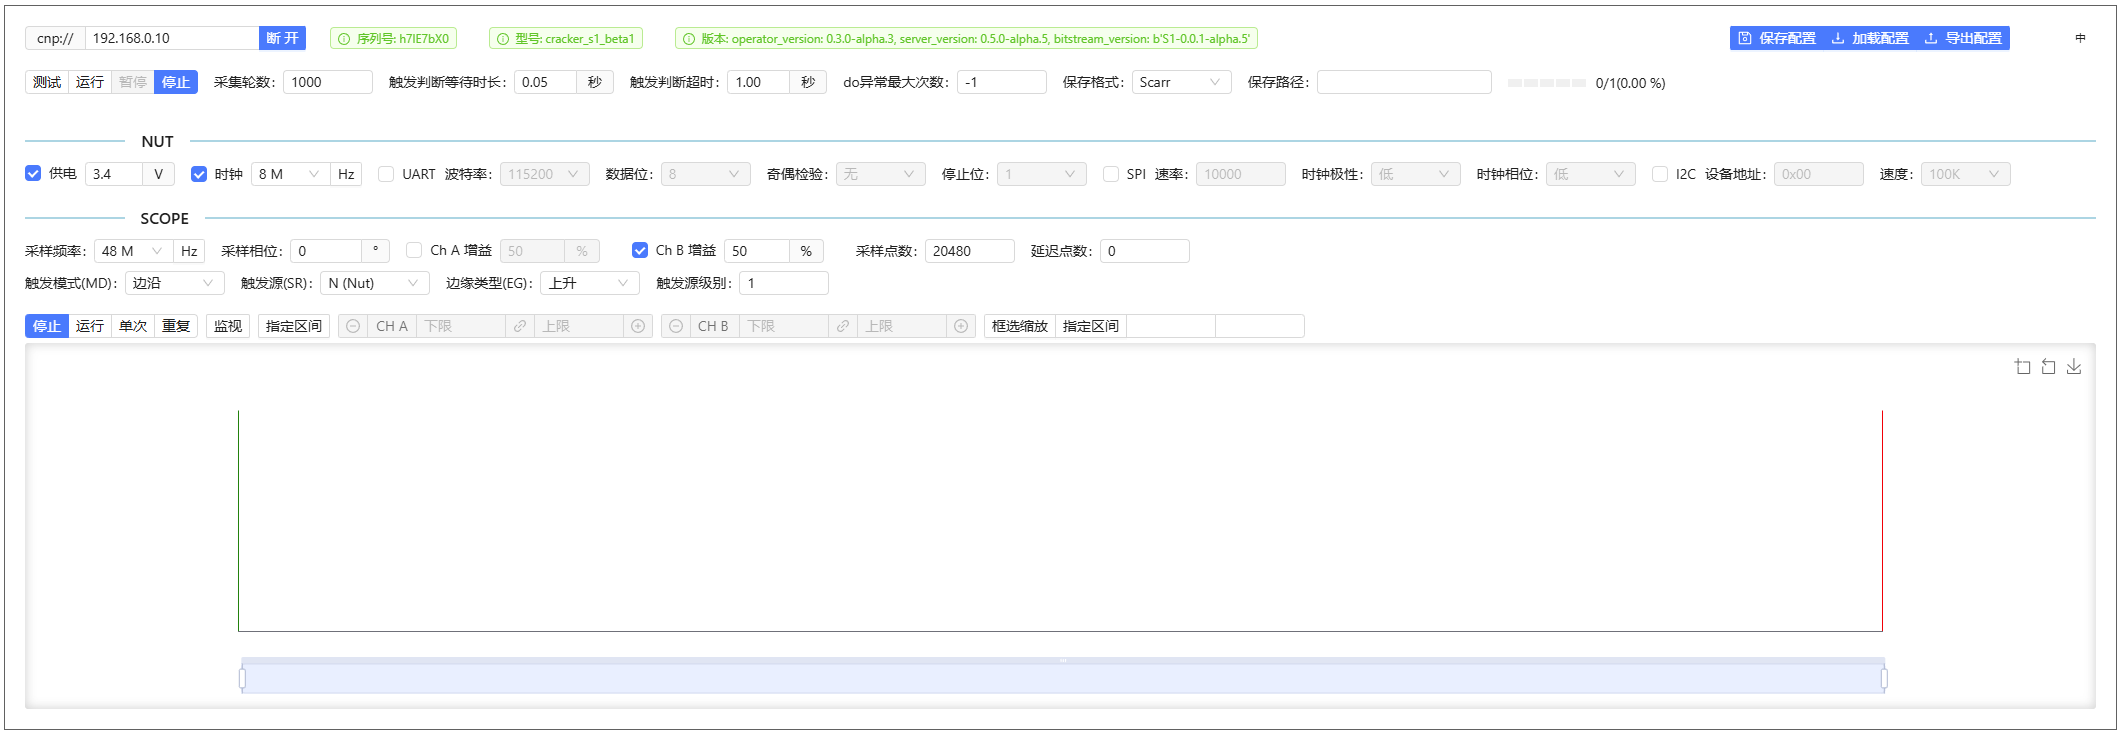 cnp:// 192.168.0.10 断 开 序列号: h7IE7bX0 型号: cracker_s1_beta1 版本: operator_version: 0.3.0-alpha.3, server_version: 0.5.0-alpha.5, bitstream_version: b'S1-0.0.1-alpha.5' 保存配置 加载配置 导出配置 中
测试 运行 暂停 停止 采集轮数: 1000 触发判断等待时长: 0.05 秒 触发判断超时: 1.00 秒 do异常最大次数: -1 保存格式: Scarr 保存路径: 0/1(0.00 %)
NUT
供电 3.4 V 时钟 8 M Hz UART 波特率: 115200 数据位: 8 奇偶检验: 无 停止位: 1 SPI 速率: 10000 时钟极性: 低 时钟相位: 低 I2C 设备地址: 0x00 速度: 100K
SCOPE
采样频率: 48 M Hz 采样相位: 0 ° Ch A 增益 50 % Ch B 增益 50 % 采样点数: 20480 延迟点数: 0
触发模式(MD): 边沿 触发源(SR): N (Nut) 边缘类型(EG): 上升 触发源级别: 1
停止 运行 单次 重复 监视 指定区间 CH A 下限 上限 CH B 下限 上限 框选缩放 指定区间